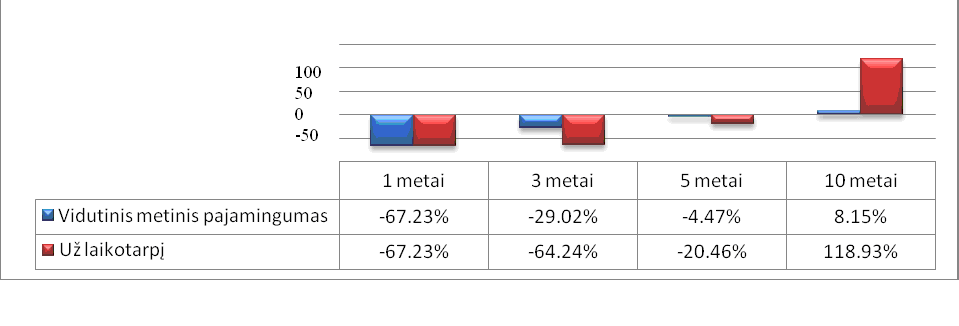 100
50
0
-50
1 metai 3 metai 5 metai 10 metai
Vidutinis metinis pajamingumas -67.23% -29.02% -4.47% 8.15%
Už laikotarpį -67.23% -64.24% -20.46% 118.93%